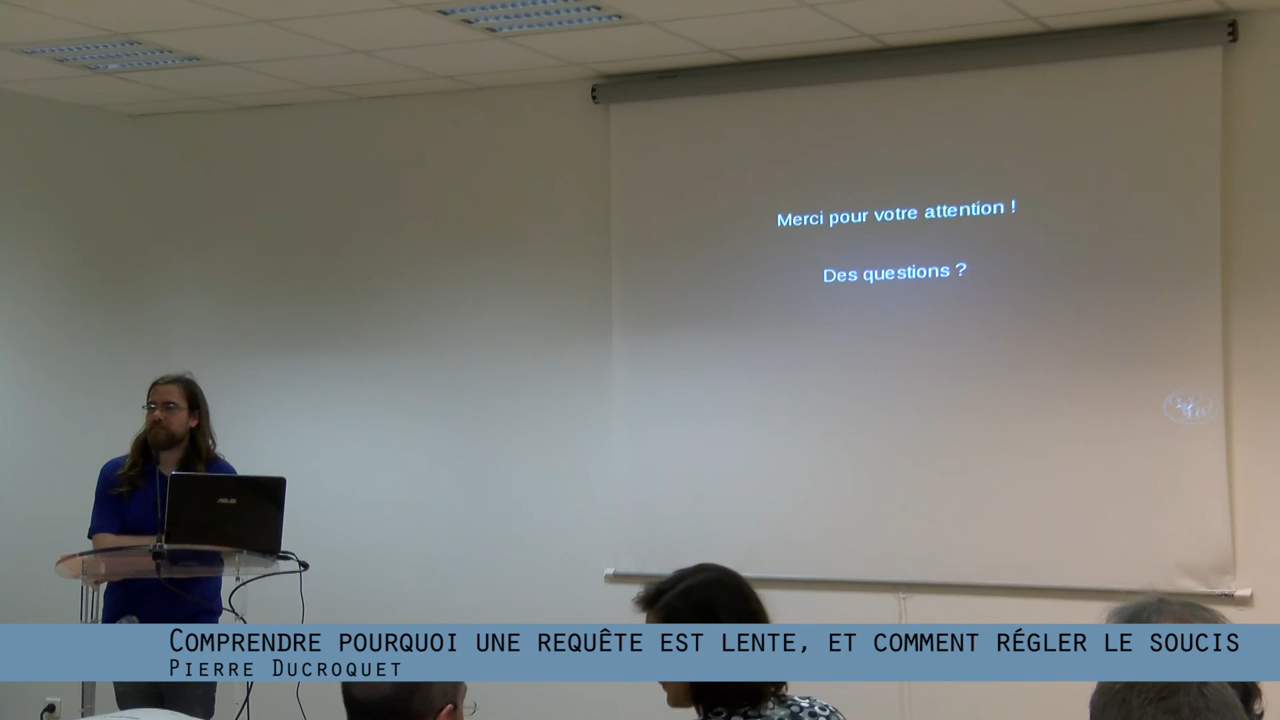 Merci pour votre attention !
Des questions ?
ASUS
Comprendre pourquoi une requête est lente, et comment régler le soucis
Pierre Ducroquet